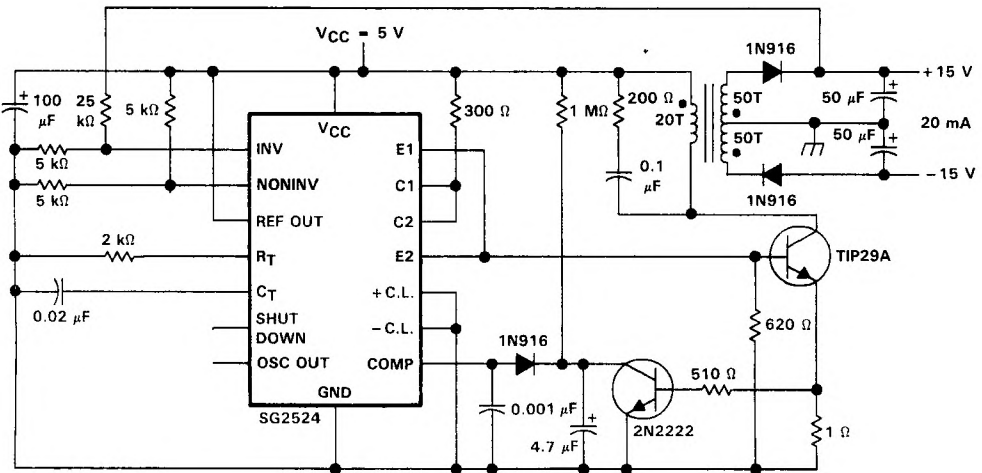 VCC = 5 V
1N916
+15 V
100
μF
25
kΩ
5 kΩ
VCC
300 Ω
1 MΩ
200 Ω
20T
50T
50T
50 μF
50 μF
20 mA
5 kΩ
INV
E1
5 kΩ
NONINV
C1
0.1
μF
-15 V
1N916
REF OUT
C2
2 kΩ
RT
E2
TIP29A
CT
+C.L.
0.02 μF
SHUT
DOWN
-C.L.
620 Ω
OSC OUT
COMP
1N916
510 Ω
GND
0.001 μF
SG2524
4.7 μF
2N2222
1 Ω